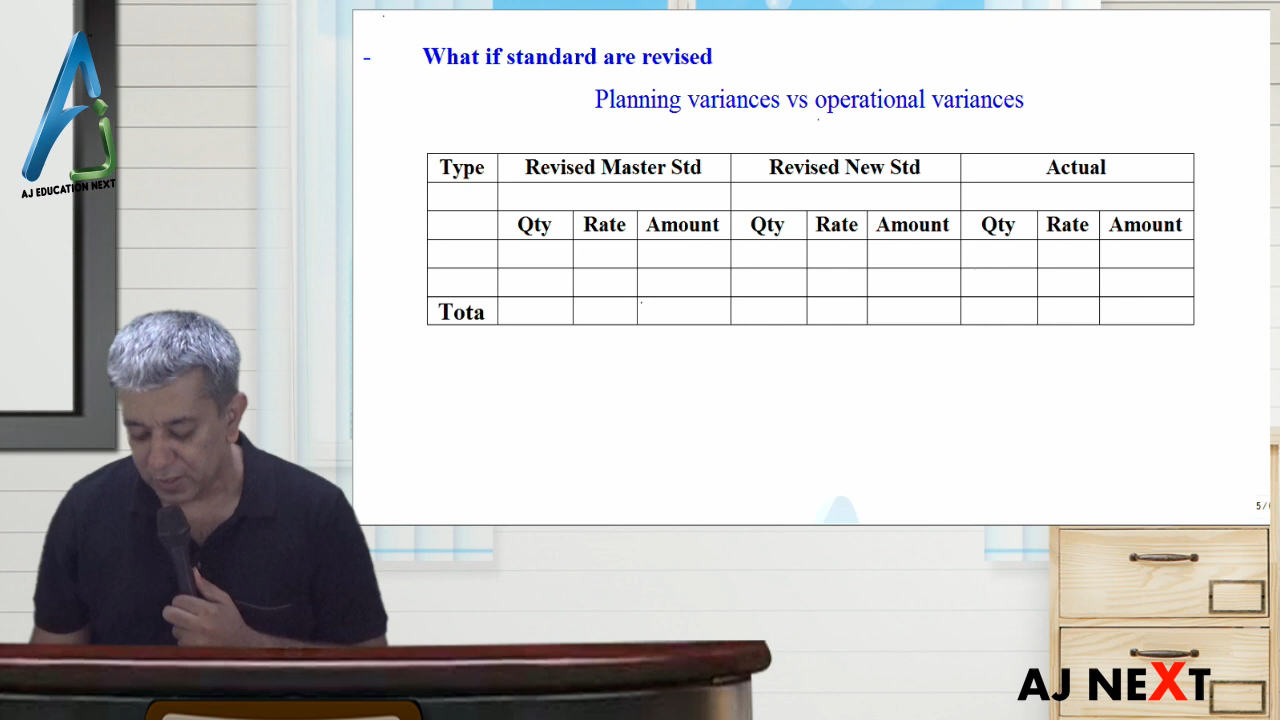 - What if standard are revised
Planning variances vs operational variances
Type Revised Master Std Revised New Std Actual
Qty Rate Amount Qty Rate Amount Qty Rate Amount
Tota
5/
AJ EDUCATION NEXT
AJ NEXT